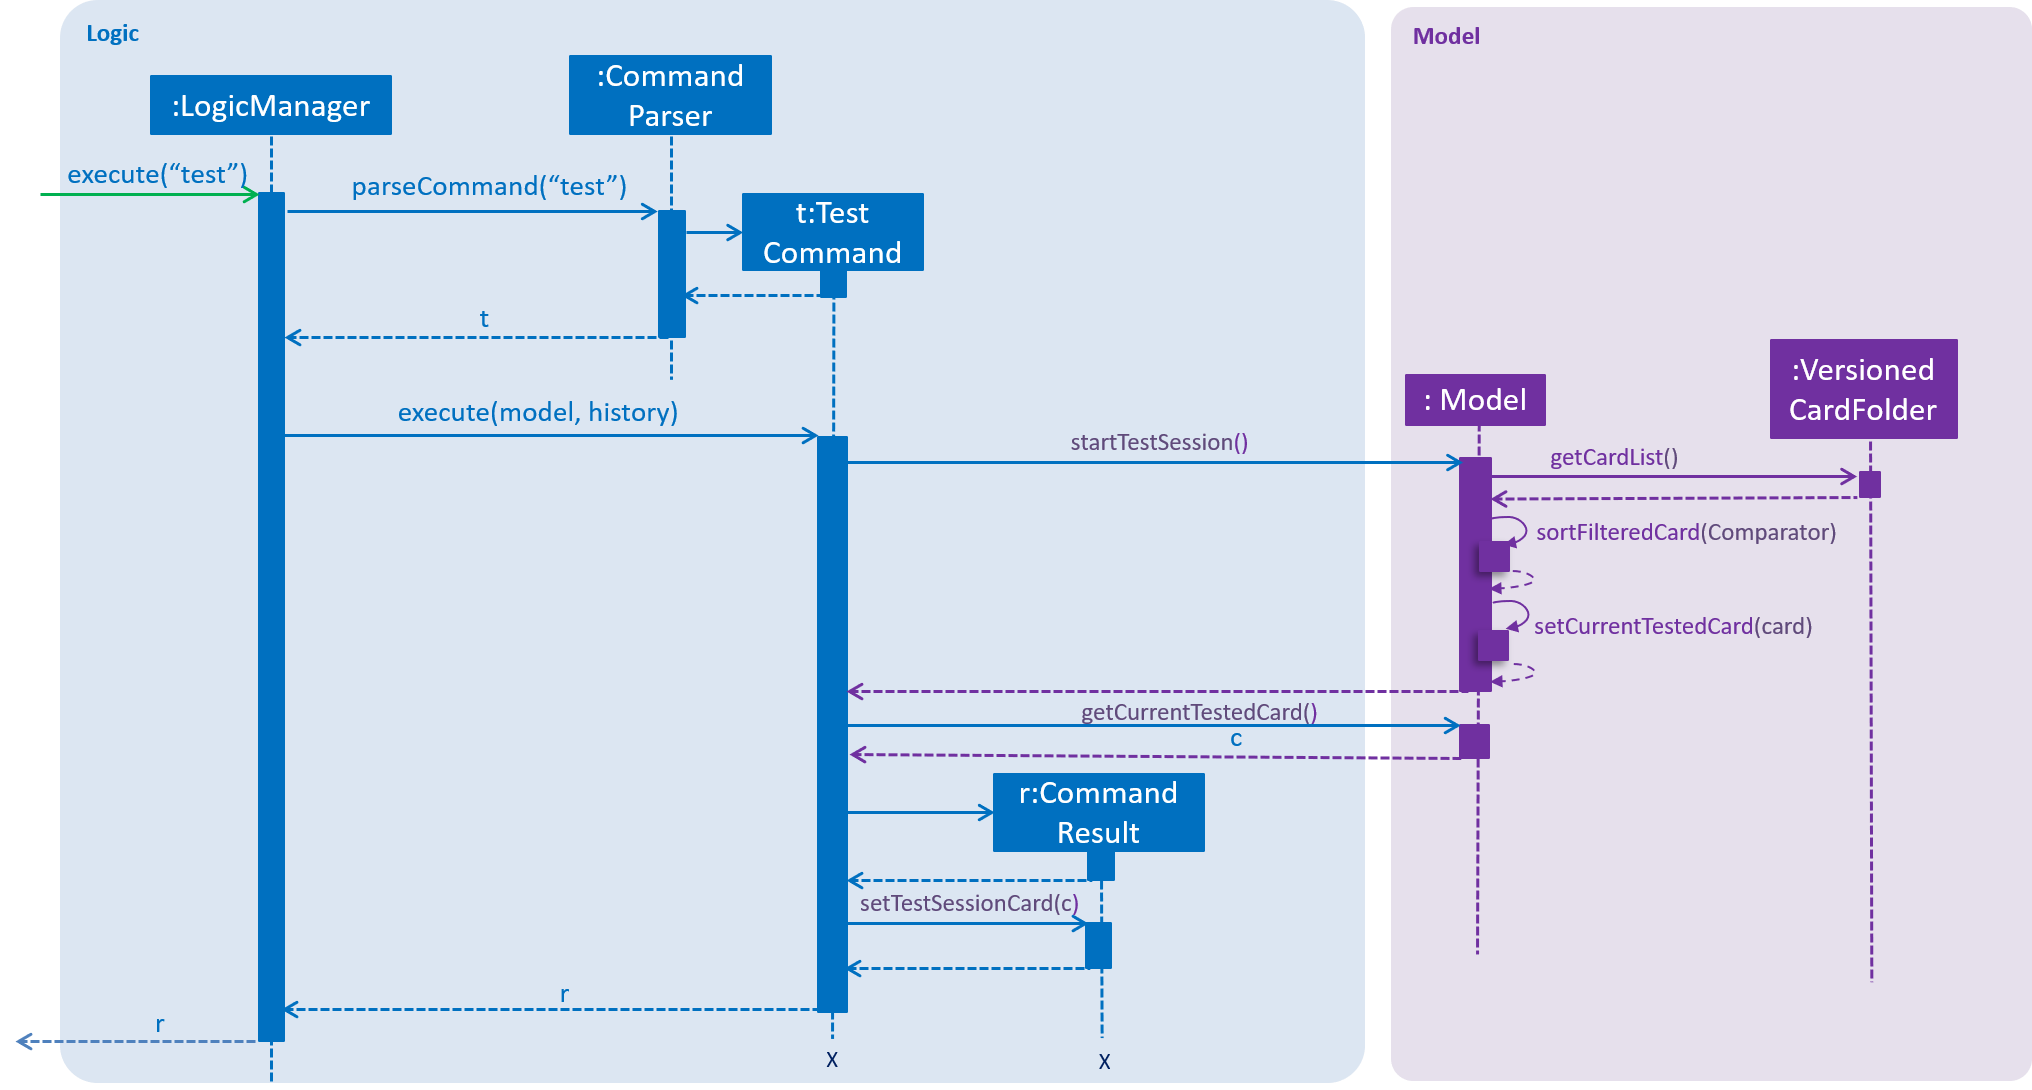 Logic
Model
:LogicManager
:Command
Parser
execute(“test”)
parseCommand(“test”)
t:Test
Command
t
: Model
:Versioned
CardFolder
execute(model, history)
startTestSession()
getCardList()
sortFilteredCard(Comparator)
setCurrentTestedCard(card)
getCurrentTestedCard()
c
r:Command
Result
setTestSessionCard(c)
r
r
X
X